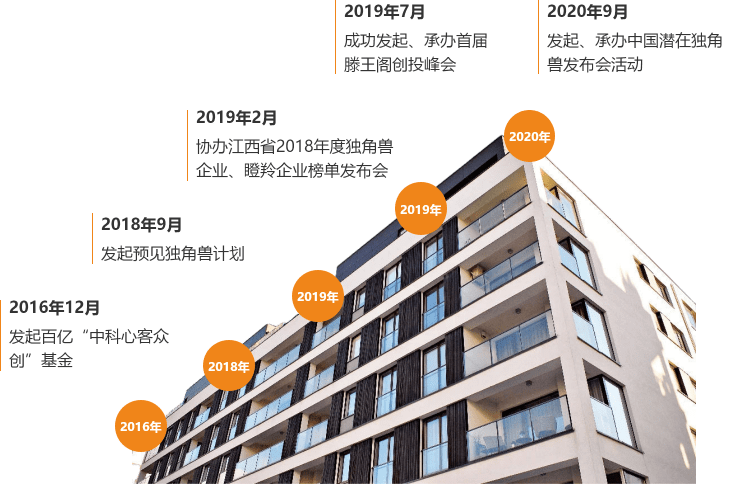 2019年7月
成功发起、承办首届
滕王阁创投峰会
2020年9月
发起、承办中国潜在独角
兽发布会活动
2019年2月
协办江西省2018年度独角兽
企业、瞪羚企业榜单发布会
2018年9月
发起预见独角兽计划
2016年12月
发起百亿“中科心客众
创”基金
2020年
2019年
2019年
2018年
2016年